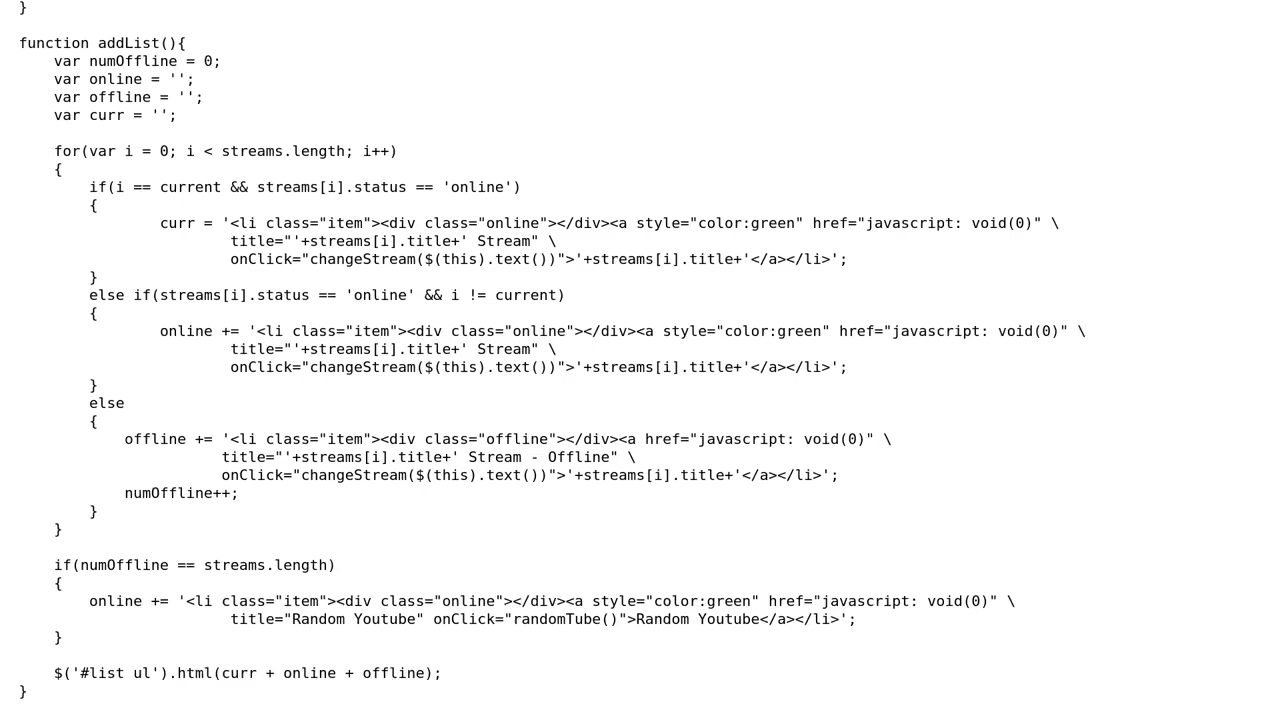 }
function addList(){
    var numOffline = 0;
    var online = '';
    var offline = '';
    var curr = '';
    for(var i = 0; i < streams.length; i++)
    {
        if(i == current && streams[i].status == 'online')
        {
                curr = '<li class="item"><div class="online"></div><a style="color:green" href="javascript: void(0)" \
                        title="'+streams[i].title+' Stream" \
                        onClick="changeStream($(this).text())">'+streams[i].title+'</a></li>';
        }
        else if(streams[i].status == 'online' && i != current)
        {
                online += '<li class="item"><div class="online"></div><a style="color:green" href="javascript: void(0)" \
                        title="'+streams[i].title+' Stream" \
                        onClick="changeStream($(this).text())">'+streams[i].title+'</a></li>';
        }
        else
        {
            offline += '<li class="item"><div class="offline"></div><a href="javascript: void(0)" \
                       title="'+streams[i].title+' Stream - Offline" \
                       onClick="changeStream($(this).text())">'+streams[i].title+'</a></li>';
            numOffline++;
        }
    }
    if(numOffline == streams.length)
    {
        online += '<li class="item"><div class="online"></div><a style="color:green" href="javascript: void(0)" \
                        title="Random Youtube" onClick="randomTube()">Random Youtube</a></li>';
    }
    $('#list ul').html(curr + online + offline);
}